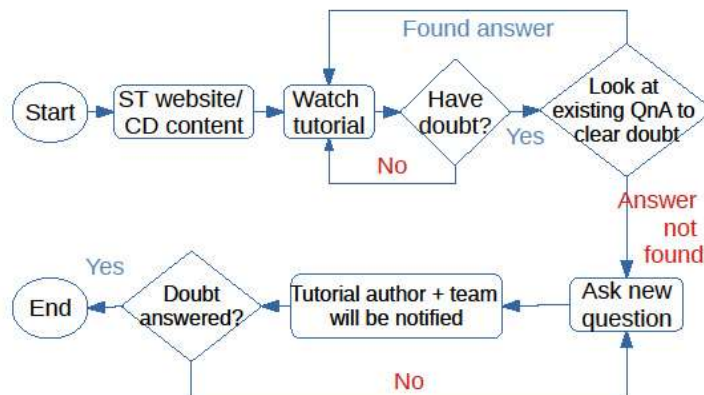 Found answer
Start
ST website/
CD content
Watch
tutorial
Have
doubt?
Yes
Look at
existing QnA to
clear doubt
No
Answer
not
found
Yes
End
Doubt
answered?
Tutorial author + team
will be notified
Ask new
question
No